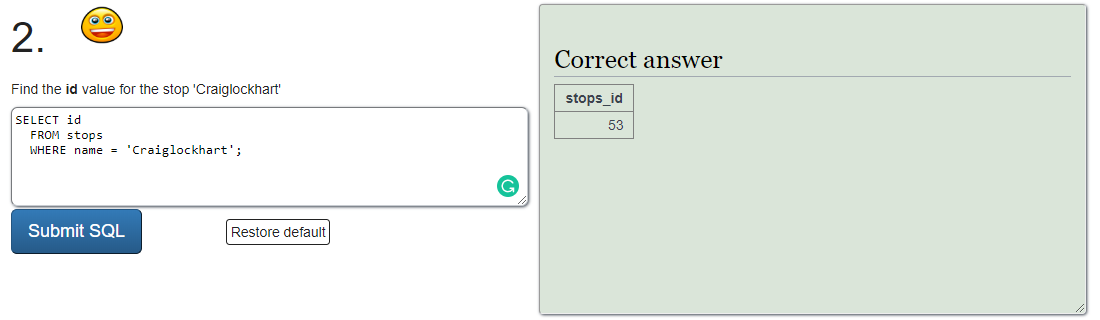 2.
Find the id value for the stop 'Craiglockhart'
SELECT id
FROM stops
WHERE name = 'Craiglockhart';
Submit SQL
Restore default
Correct answer
stops_id
53